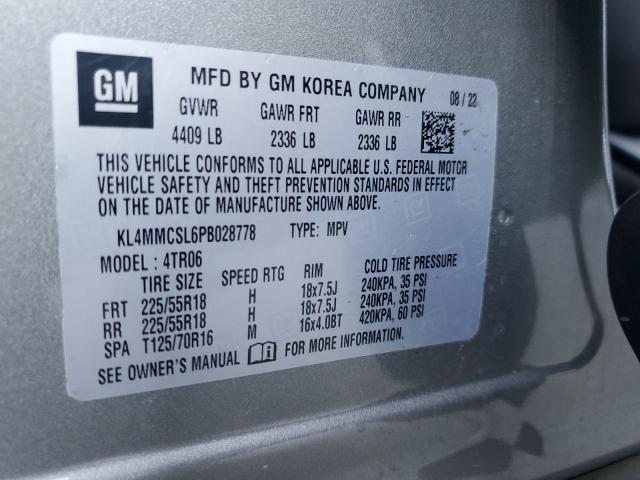 GM
MFD BY GM KOREA COMPANY 08 / 22
GVWR GAWR FRT GAWR RR
4409 LB 2336 LB 2336 LB
THIS VEHICLE CONFORMS TO ALL APPLICABLE U.S. FEDERAL MOTOR
VEHICLE SAFETY AND THEFT PREVENTION STANDARDS IN EFFECT
ON THE DATE OF MANUFACTURE SHOWN ABOVE.
KL4MMCSL6PB028778 TYPE: MPV
MODEL : 4TR06
TIRE SIZE SPEED RTG RIM COLD TIRE PRESSURE
FRT 225/55R18 H 18x7.5J 240KPA, 35 PSI
RR 225/55R18 H 18x7.5J 240KPA, 35 PSI
SPA T125/70R16 M 16x4.0BT 420KPA, 60 PSI
SEE OWNER'S MANUAL FOR MORE INFORMATION.